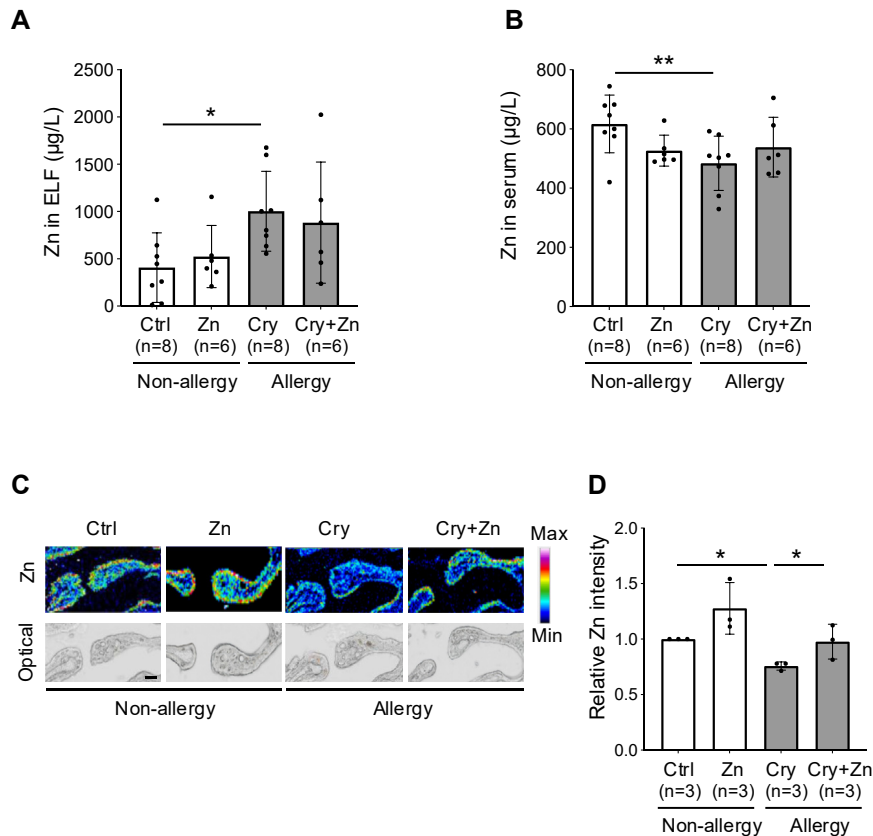 A
Zn in ELF (μg/L)
2500
2000
1500
1000
500
0
*
Ctrl Zn Cry Cry+Zn
(n=8) (n=6) (n=8) (n=6)
Non-allergy Allergy
B
Zn in serum (μg/L)
800
600
400
200
0
**
Ctrl Zn Cry Cry+Zn
(n=8) (n=6) (n=8) (n=6)
Non-allergy Allergy
C
Ctrl Zn Cry Cry+Zn
Zn
Optical
Max
Min
Non-allergy Allergy
D
Relative Zn intensity
2.0
1.5
1.0
0.5
0.0
* *
Ctrl Zn Cry Cry+Zn
(n=3) (n=3) (n=3) (n=3)
Non-allergy Allergy